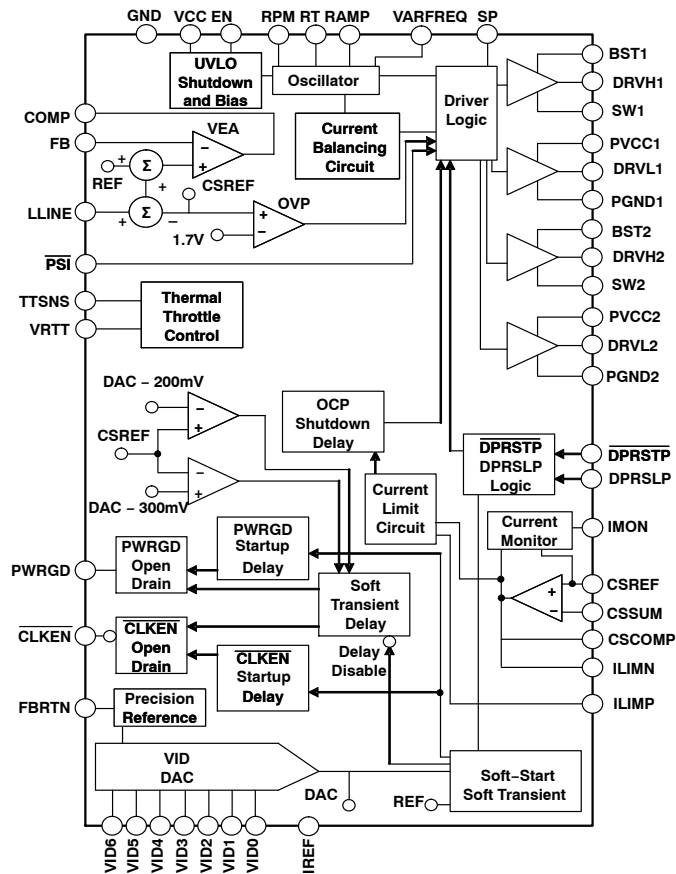 GND VCC EN RPM RT RAMP VARFREQ SP
UVLO
Shutdown
and Bias
Oscillator
Driver
Logic
Current
Balancing
Circuit
BST1
DRVH1
SW1
PVCC1
DRVL1
PGND1
BST2
DRVH2
SW2
PVCC2
DRVL2
PGND2
COMP
FB
VEA
−
+
Σ
+
REF
+
Σ
LLINE
+
−
CSREF
OVP
+
−
1.7V
PSI
TTSNS
VRTT
Thermal
Throttle
Control
DAC − 200mV
−
+
CSREF
−
+
DAC − 300mV
OCP
Shutdown
Delay
Current
Limit
Circuit
DPRSTP
DPRSLP
Logic
DPRSTP
DPRSLP
Current
Monitor
IMON
+
−
CSREF
CSSUM
CSCOMP
ILIMN
ILIMP
PWRGD
PWRGD
Open
Drain
PWRGD
Startup
Delay
Soft
Transient
Delay
Delay
Disable
CLKEN
CLKEN
Open
Drain
CLKEN
Startup
Delay
FBRTN
Precision
Reference
VID
DAC
DAC
REF
Soft−Start
Soft Transient
VID6
VID5
VID4
VID3
VID2
VID1
VID0
IREF